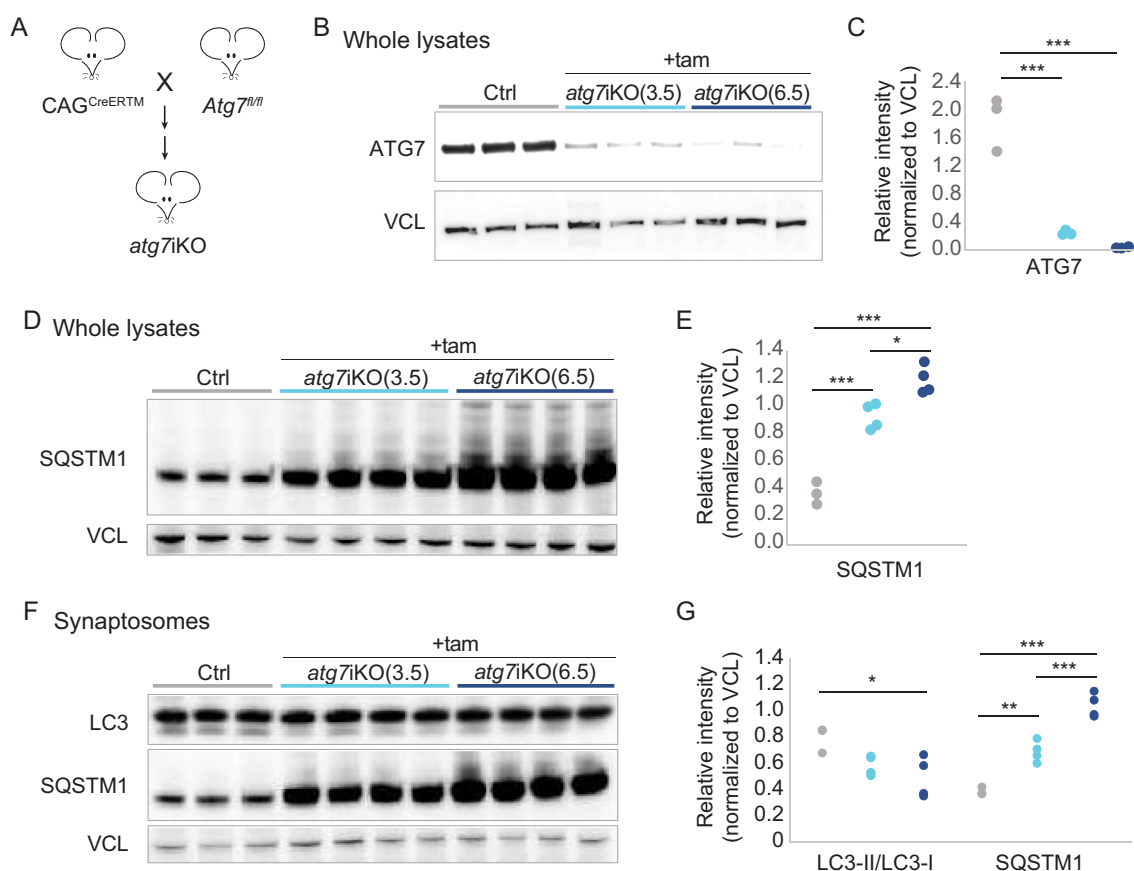 A
CAG^CreERTM
X
Atg7^fl/fl
atg7iKO
B
Whole lysates
+tam
Ctrl
atg7iKO(3.5)
atg7iKO(6.5)
ATG7
VCL
C
***
***
Relative intensity
(normalized to VCL)
2.4
2.0
1.6
1.2
0.8
0.4
0.0
ATG7
D
Whole lysates
+tam
Ctrl
atg7iKO(3.5)
atg7iKO(6.5)
SQSTM1
VCL
E
***
*
***
Relative intensity
(normalized to VCL)
1.4
1.2
1.0
0.8
0.6
0.4
0.2
0.0
SQSTM1
F
Synaptosomes
+tam
Ctrl
atg7iKO(3.5)
atg7iKO(6.5)
LC3
SQSTM1
VCL
G
***
*
***
**
Relative intensity
(normalized to VCL)
1.4
1.2
1.0
0.8
0.6
0.4
0.2
0
LC3-II/LC3-I
SQSTM1